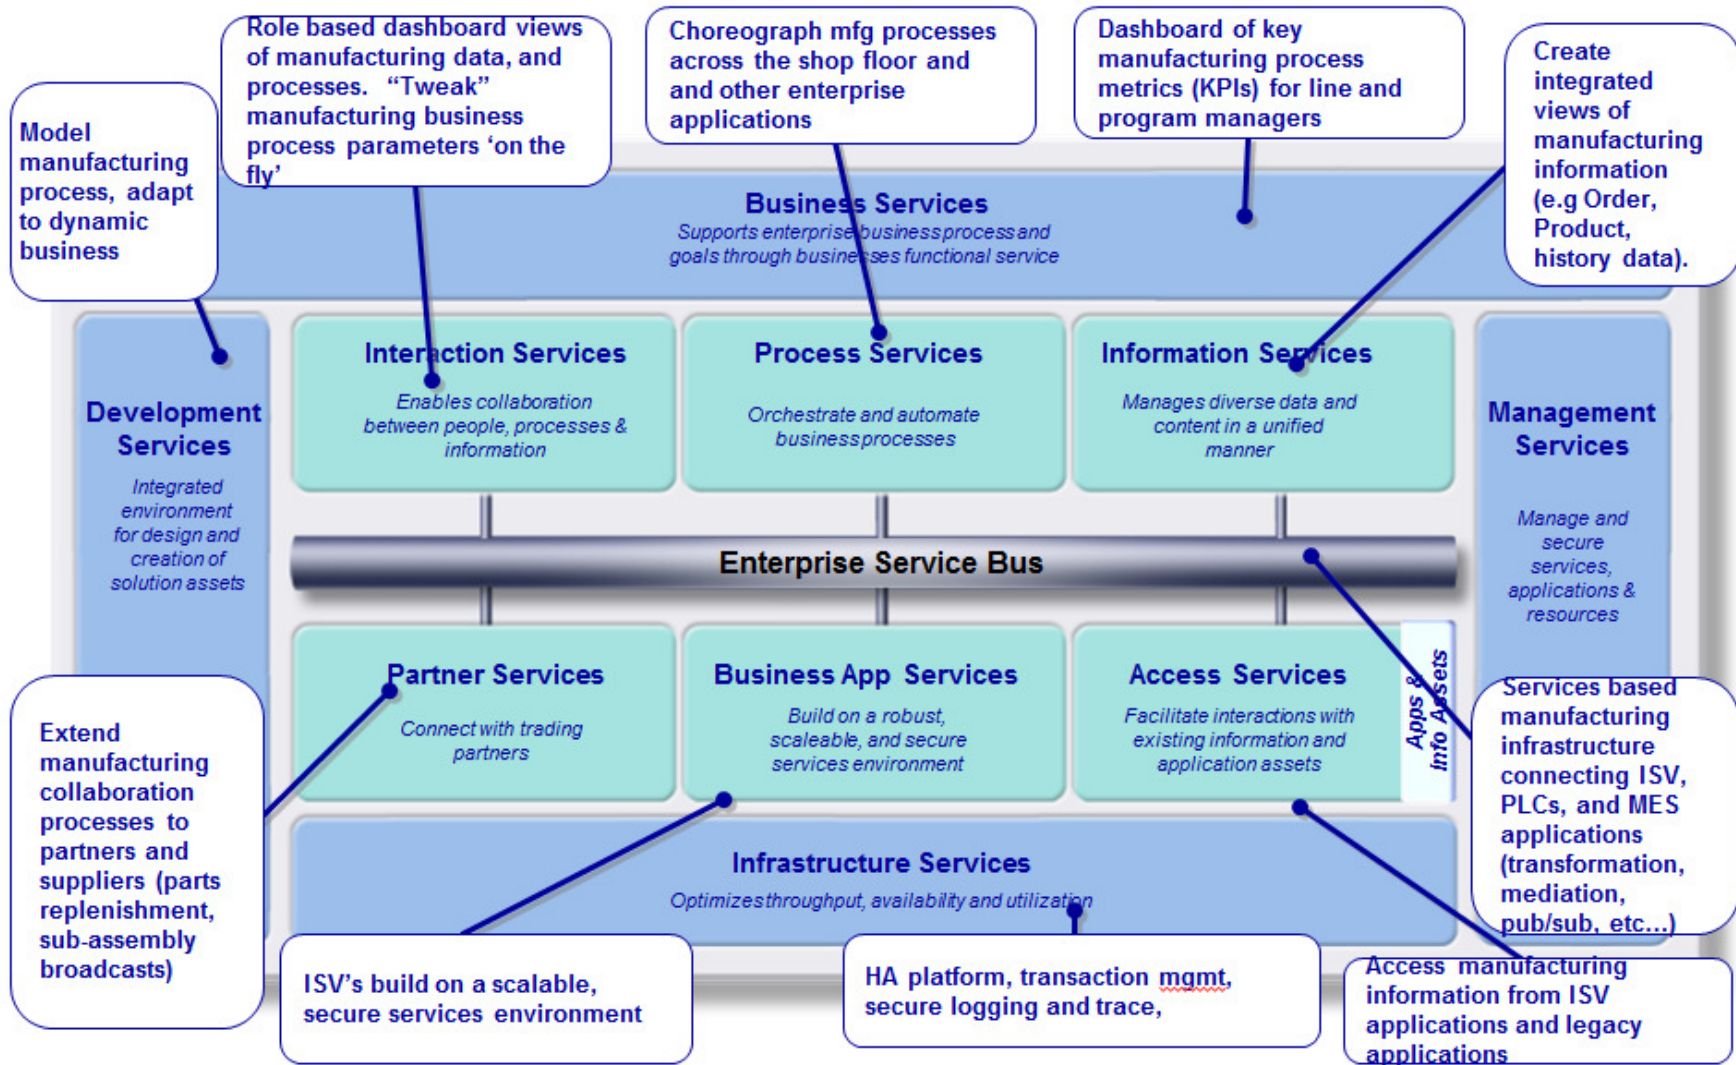 Role based dashboard views
of manufacturing data, and
processes. “Tweak”
manufacturing business
process parameters ‘on the
fly’
Choreograph mfg processes
across the shop floor and
and other enterprise
applications
Dashboard of key
manufacturing process
metrics (KPIs) for line and
program managers
Create
integrated
views of
manufacturing
information
(e.g Order,
Product,
history data).
Model
manufacturing
process, adapt
to dynamic
business
Business Services
Supports enterprise business process and
goals through businesses functional service
Development
Services
Integrated
environment
for design and
creation of
solution assets
Interaction Services
Enables collaboration
between people, processes &
information
Process Services
Orchestrate and automate
business processes
Information Services
Manages diverse data and
content in a unified
manner
Management
Services
Manage and
secure
services,
applications &
resources
Enterprise Service Bus
Partner Services
Connect with trading
partners
Business App Services
Build on a robust,
scaleable, and secure
services environment
Access Services
Facilitate interactions with
existing information and
application assets
Apps &
Info Assets
Infrastructure Services
Optimizes throughput, availability and utilization
Extend
manufacturing
collaboration
processes to
partners and
suppliers (parts
replenishment,
sub-assembly
broadcasts)
Services based
manufacturing
infrastructure
connecting ISV,
PLCs, and MES
applications
(transformation,
mediation,
pub/sub, etc...)
ISV’s build on a scalable,
secure services environment
HA platform, transaction mgmt,
secure logging and trace,
Access manufacturing
information from ISV
applications and legacy
applications